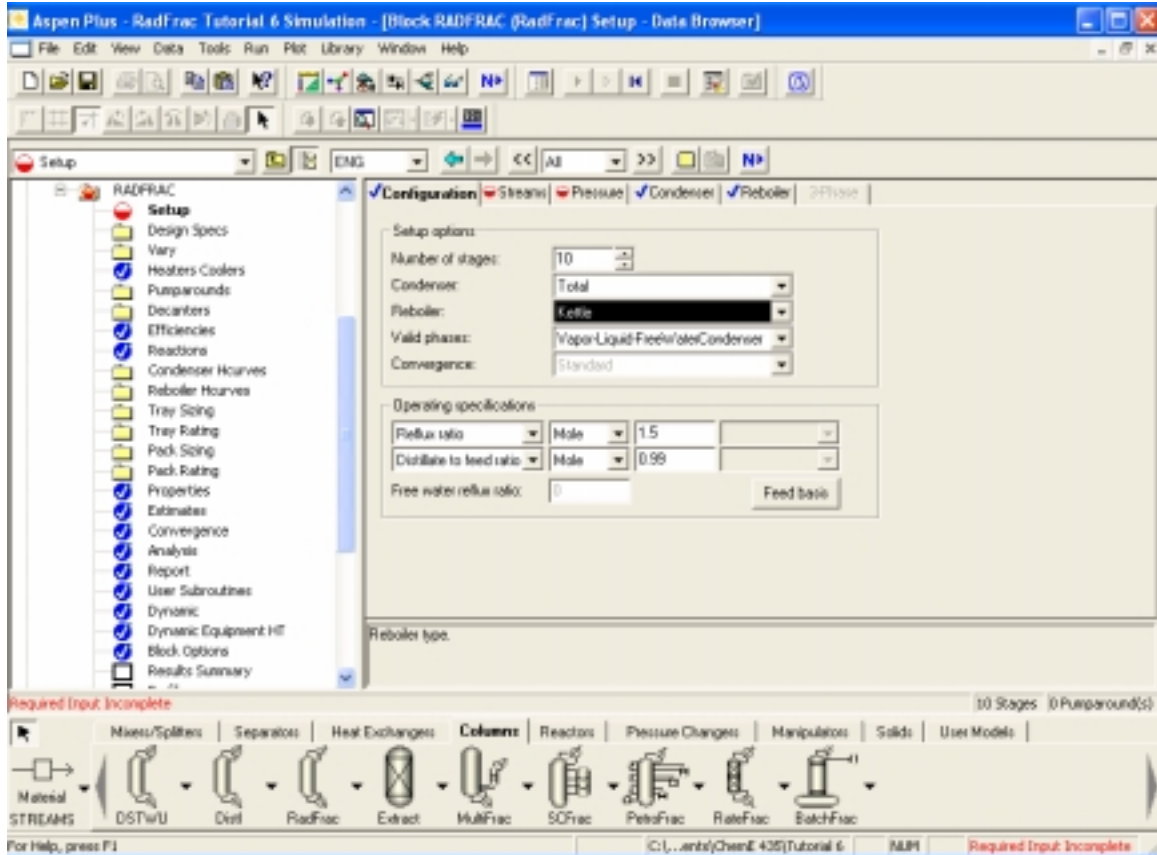 Aspen Plus - RadFrac Tutorial 6 Simulation - [Block RADFRAC (RadFrac) Setup - Data Browser]
File Edit View Data Tools Run Plot Library Window Help
N▸
Setup ENG << All >> N▸
RADFRAC
Setup
Design Specs
Vary
Heaters Coolers
Pumparounds
Decanters
Efficiencies
Reactions
Condenser Hcurves
Reboiler Hcurves
Tray Sizing
Tray Rating
Pack Sizing
Pack Rating
Properties
Estimates
Convergence
Analysis
Report
User Subroutines
Dynamic
Dynamic Equipment HT
Block Options
Results Summary
Configuration Streams Pressure Condenser Reboiler 3-Phase
Setup options
Number of stages: 10
Condenser: Total
Reboiler: Kettle
Valid phases: Vapor-Liquid-FreeWaterCondenser
Convergence: Standard
Operating specifications
Reflux ratio Mole 1.5
Distillate to feed ratio Mole 0.99
Free water reflux ratio: 0 Feed basis
Reboiler type.
Required Input Incomplete 10 Stages 0 Pumparound(s)
Mixers/Splitters Separators Heat Exchangers Columns Reactors Pressure Changers Manipulators Solids User Models
Material
STREAMS DSTWU Distl RadFrac Extract MultiFrac SCFrac PetroFrac RateFrac BatchFrac
For Help, press F1 C:\...ents\ChemE 435\Tutorial 6 NUM Required Input Incomplete